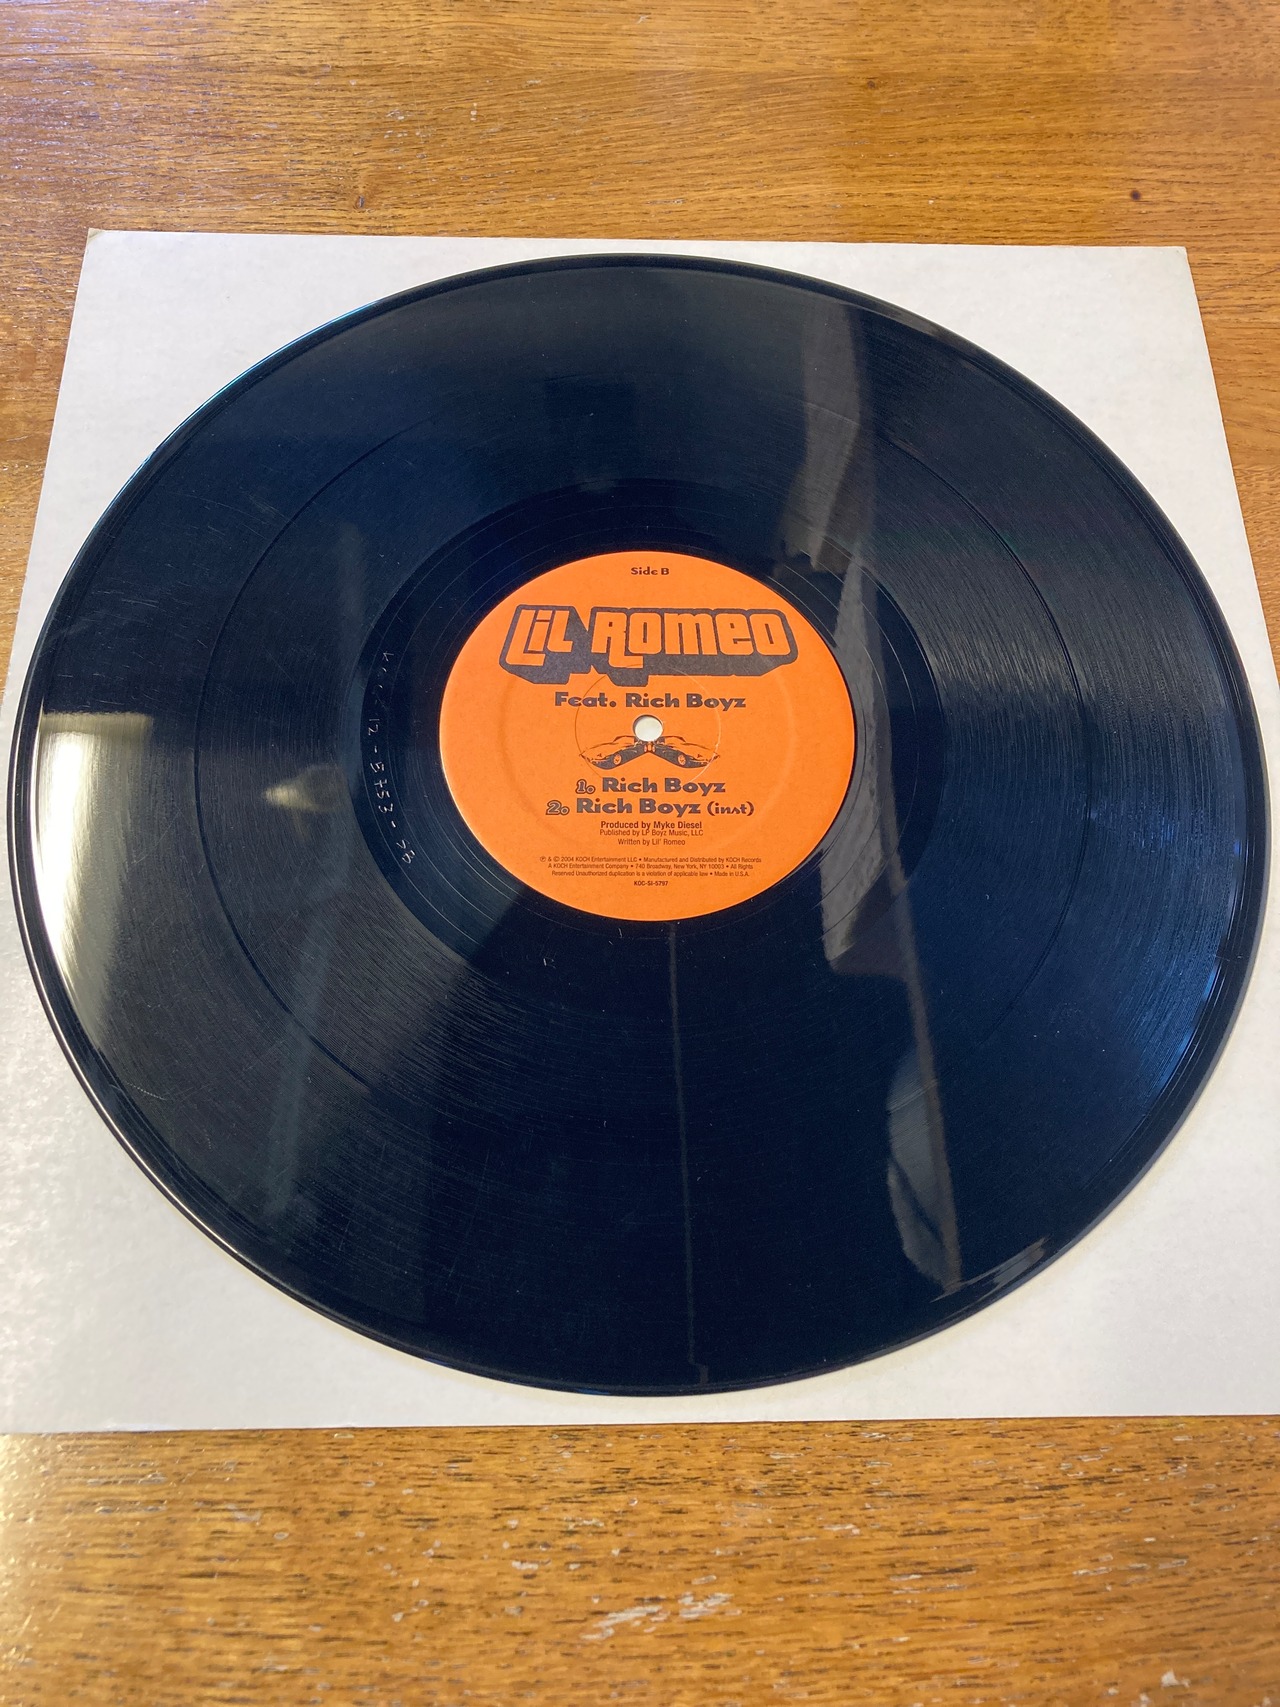 Side B
Lil Romeo
Feat. Rich Boyz
1. Rich Boyz
2. Rich Boyz (inst)
Produced by Myke Diesel
Published by LP Boyz Music, LLC
Written by Lil' Romeo
℗ & © 2004 KOCH Entertainment LLC • Manufactured and Distributed by KOCH Records
A KOCH Entertainment Company • 740 Broadway, New York, NY 10003 • All Rights
Reserved Unauthorized duplication is a violation of applicable law • Made in U.S.A.
KOC-SI-5797